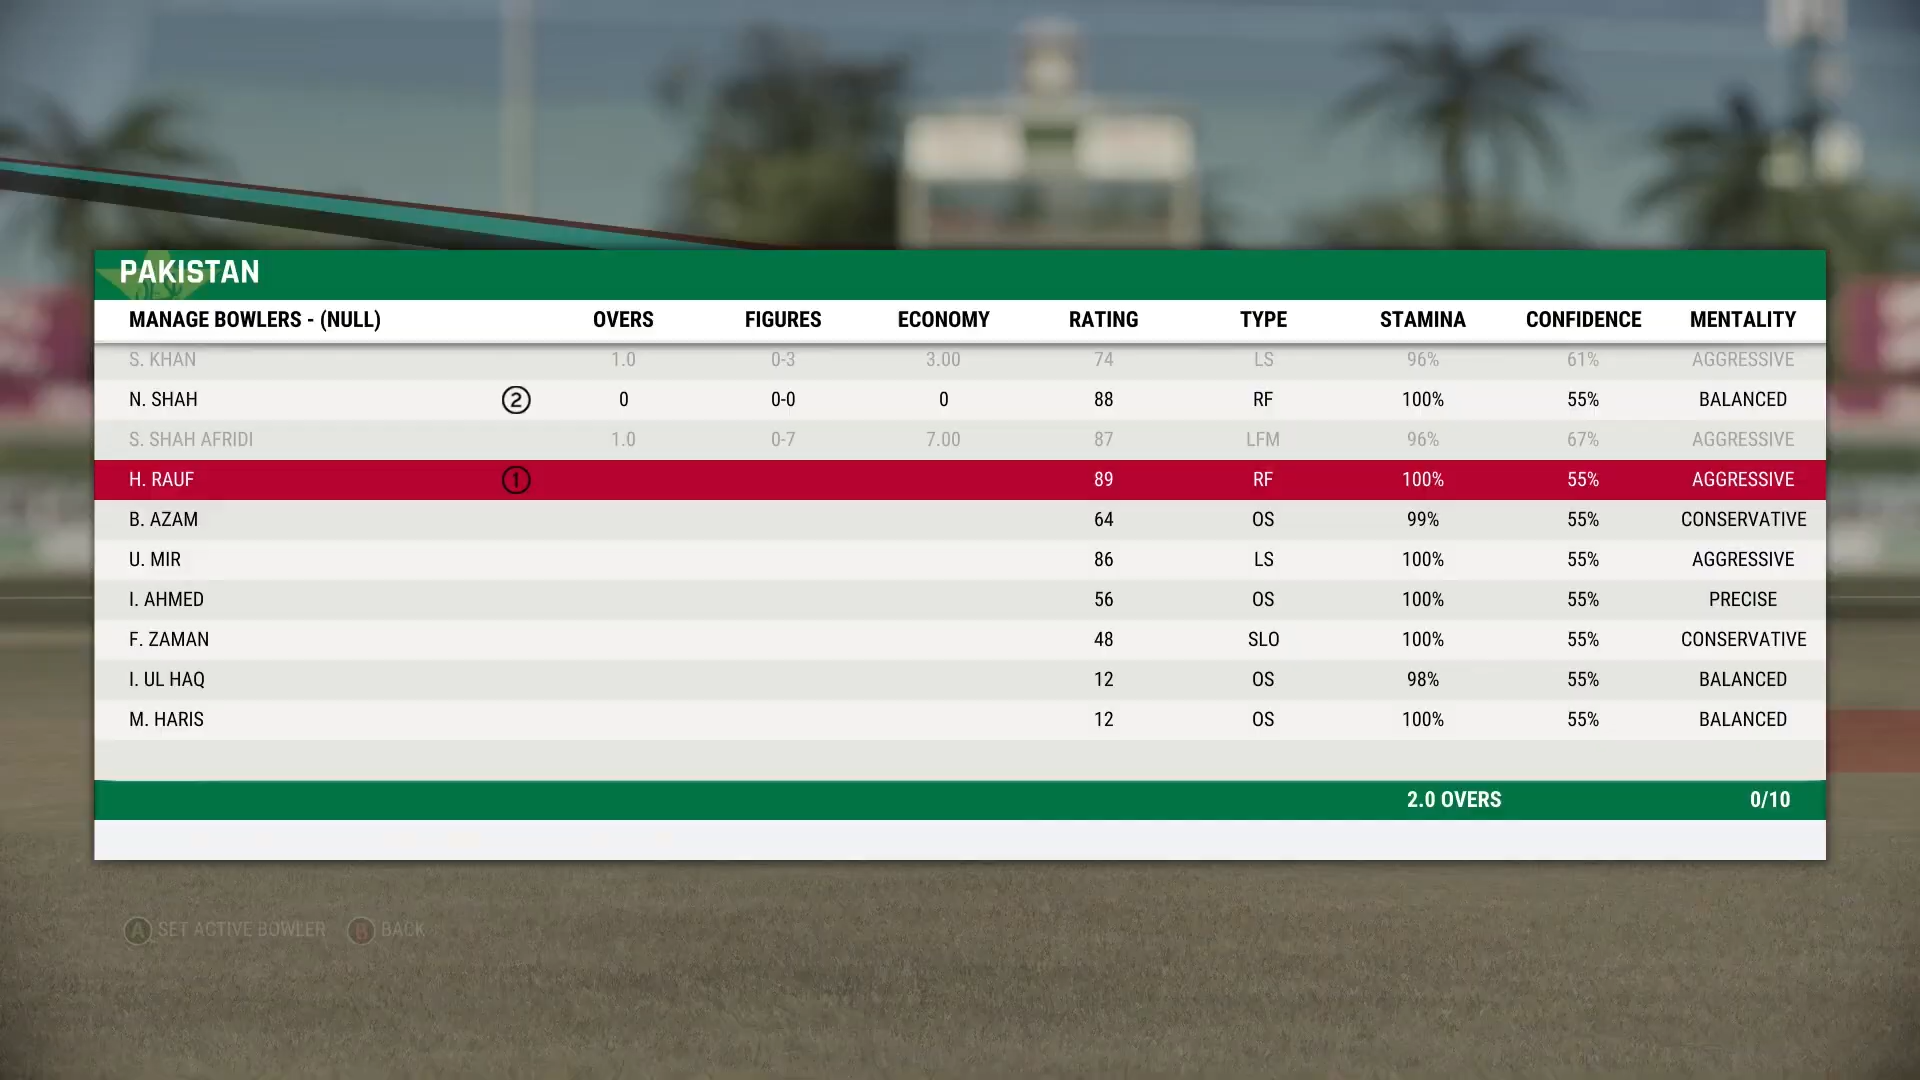 PAKISTAN
MANAGE BOWLERS - (NULL) OVERS FIGURES ECONOMY RATING TYPE STAMINA CONFIDENCE MENTALITY
S. KHAN 1.0 0-3 3.00 74 LS 96% 61% AGGRESSIVE
N. SHAH 2 0 0-0 0 88 RF 100% 55% BALANCED
S. SHAH AFRIDI 1.0 0-7 7.00 87 LFM 96% 67% AGGRESSIVE
H. RAUF 1 89 RF 100% 55% AGGRESSIVE
B. AZAM 64 OS 99% 55% CONSERVATIVE
U. MIR 86 LS 100% 55% AGGRESSIVE
I. AHMED 56 OS 100% 55% PRECISE
F. ZAMAN 48 SLO 100% 55% CONSERVATIVE
I. UL HAQ 12 OS 98% 55% BALANCED
M. HARIS 12 OS 100% 55% BALANCED
2.0 OVERS 0/10
A SET ACTIVE BOWLER B BACK